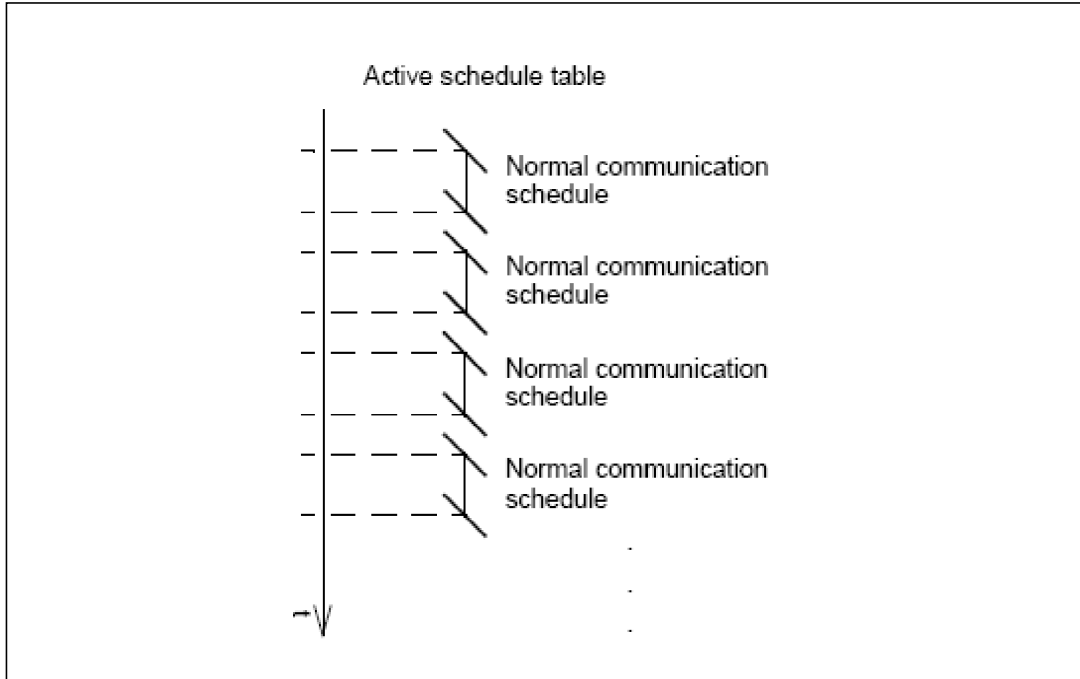 Active schedule table
Normal communication
schedule
Normal communication
schedule
Normal communication
schedule
Normal communication
schedule
.
.
.
t